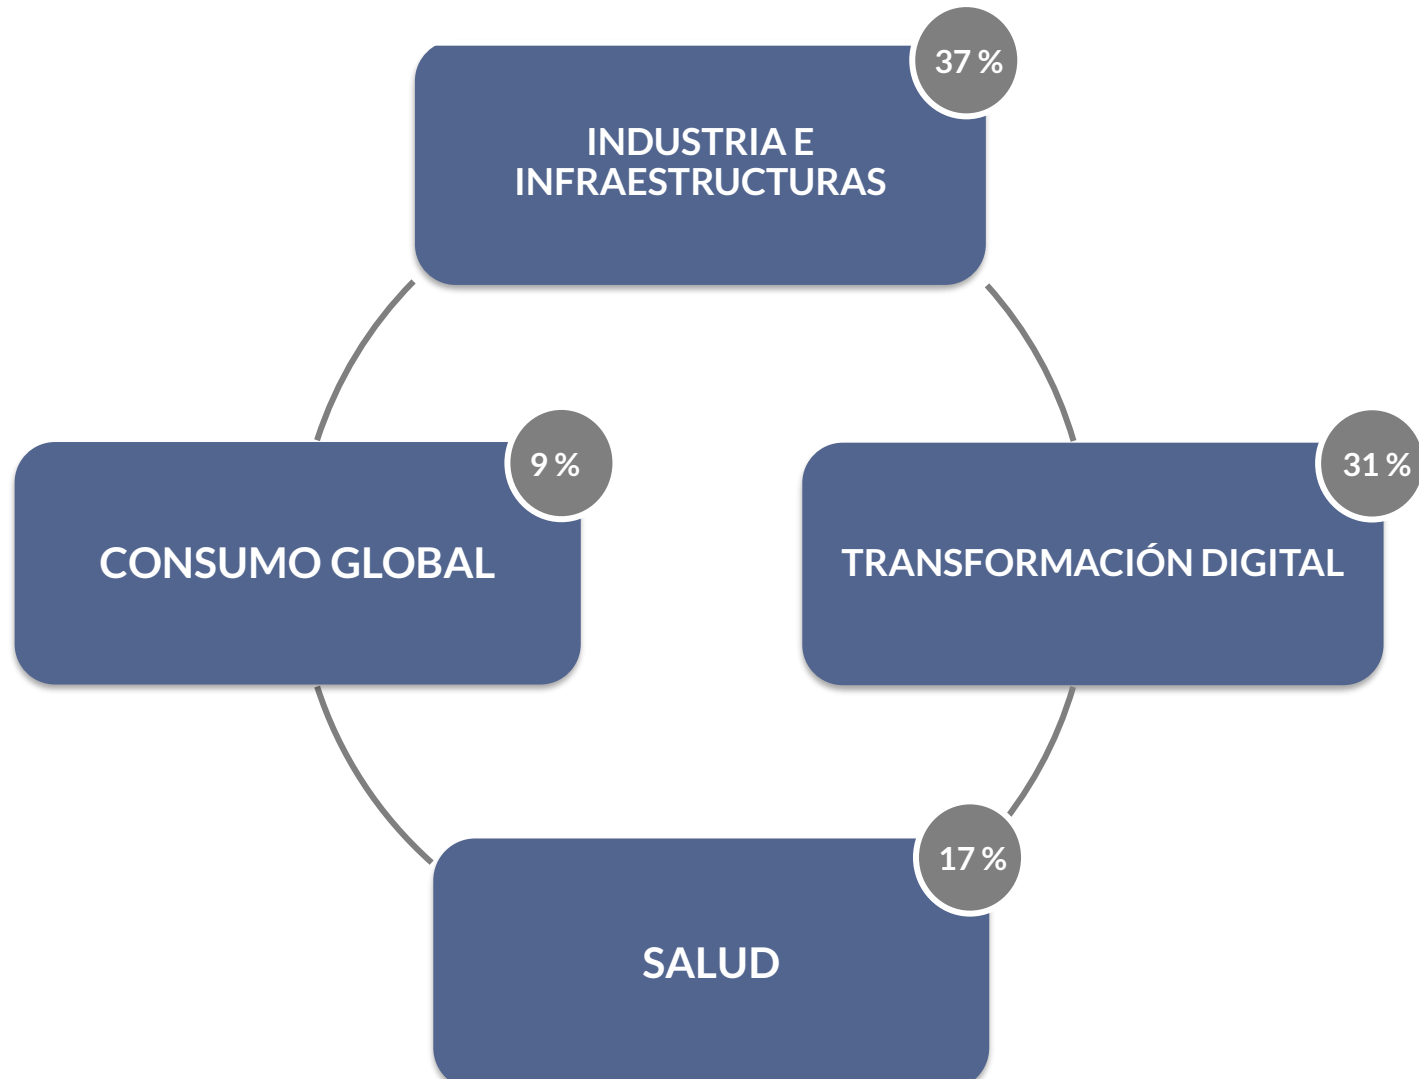 37 %
INDUSTRIA E
INFRAESTRUCTURAS
9 %
CONSUMO GLOBAL
31 %
TRANSFORMACIÓN DIGITAL
17 %
SALUD